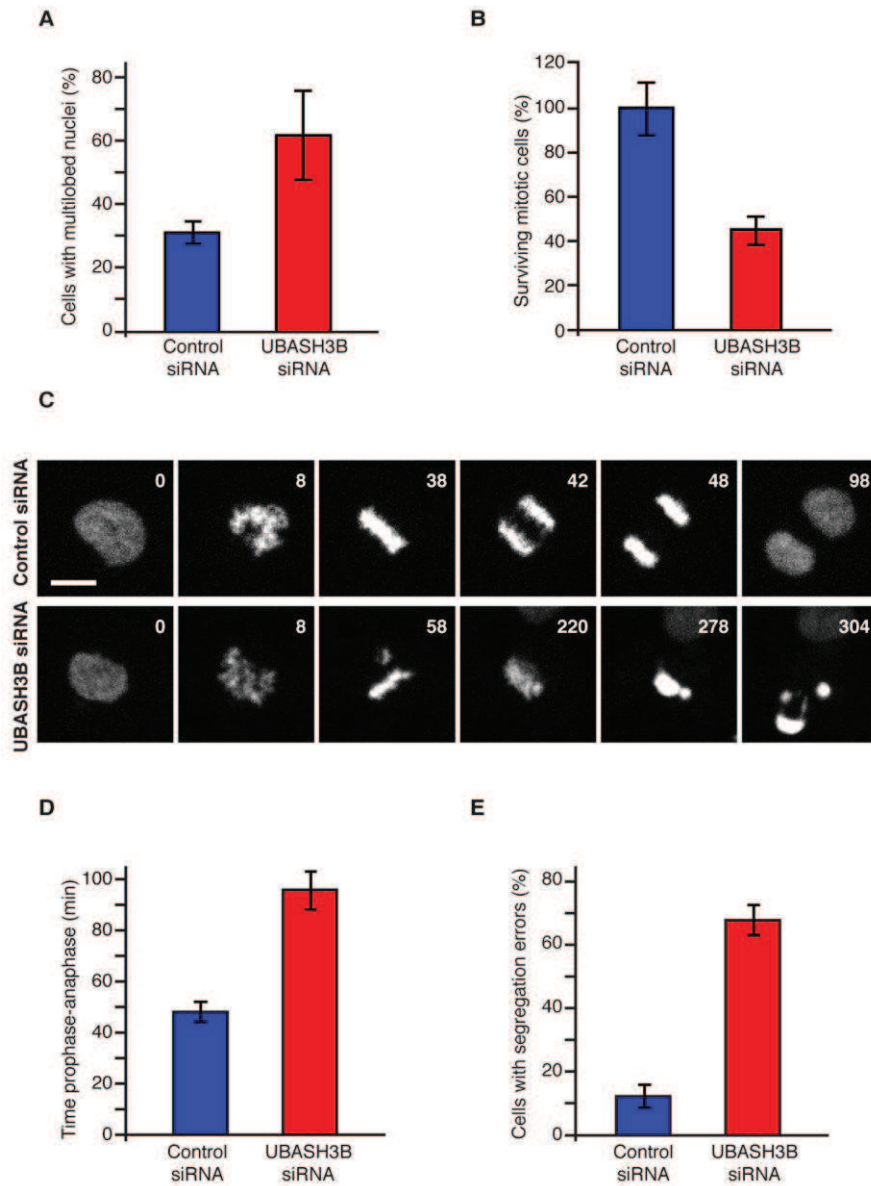 A
Cells with multilobed nuclei (%)
80
60
40
20
0
Control
siRNA
UBASH3B
siRNA
B
Surviving mitotic cells (%)
120
100
80
60
40
20
0
Control
siRNA
UBASH3B
siRNA
C
Control siRNA
0
8
38
42
48
98
UBASH3B siRNA
0
8
58
220
278
304
D
Time prophase-anaphase (min)
100
80
60
40
20
0
Control
siRNA
UBASH3B
siRNA
E
Cells with segregation errors (%)
80
60
40
20
0
Control
siRNA
UBASH3B
siRNA